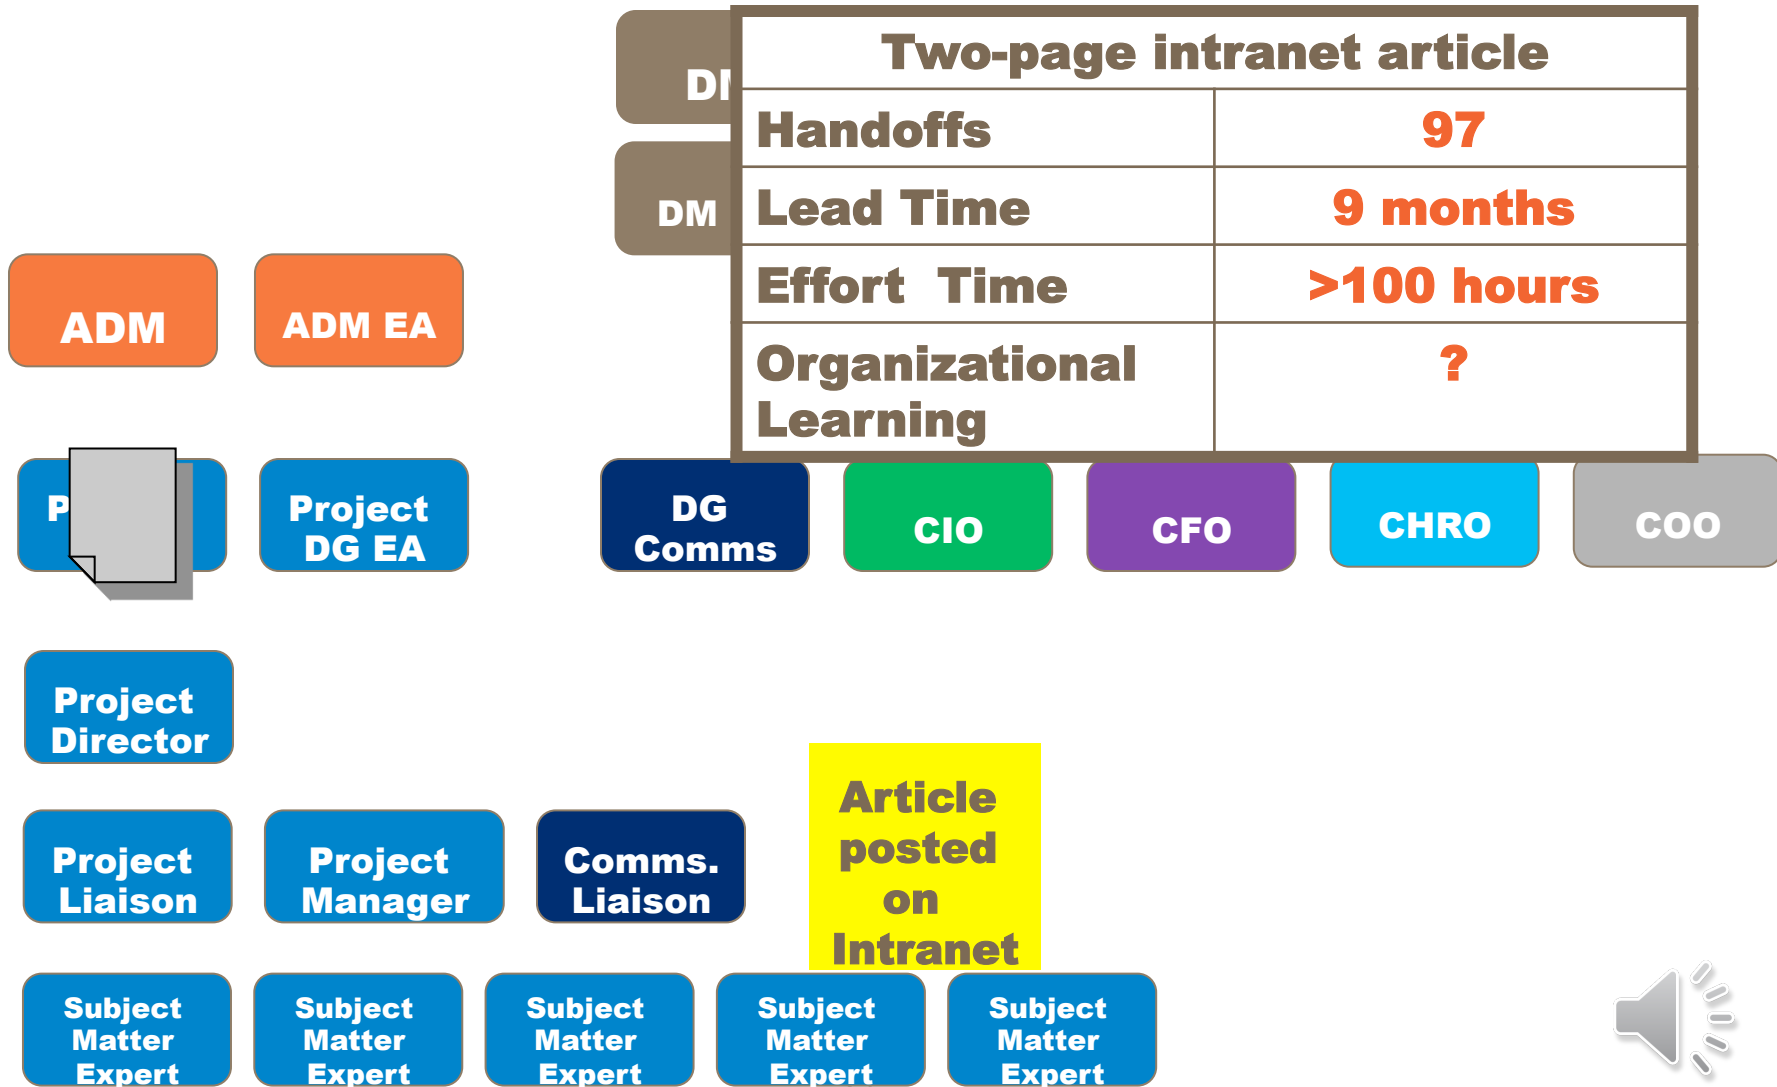 Two-page intranet article
Handoffs 97
Lead Time 9 months
Effort Time >100 hours
Organizational ?
Learning
DM
ADM
ADM EA
Project
DG EA
DG
Comms
CIO
CFO
CHRO
COO
Project
Director
Project
Liaison
Project
Manager
Comms.
Liaison
Article
posted
on
Intranet
Subject
Matter
Expert
Subject
Matter
Expert
Subject
Matter
Expert
Subject
Matter
Expert
Subject
Matter
Expert